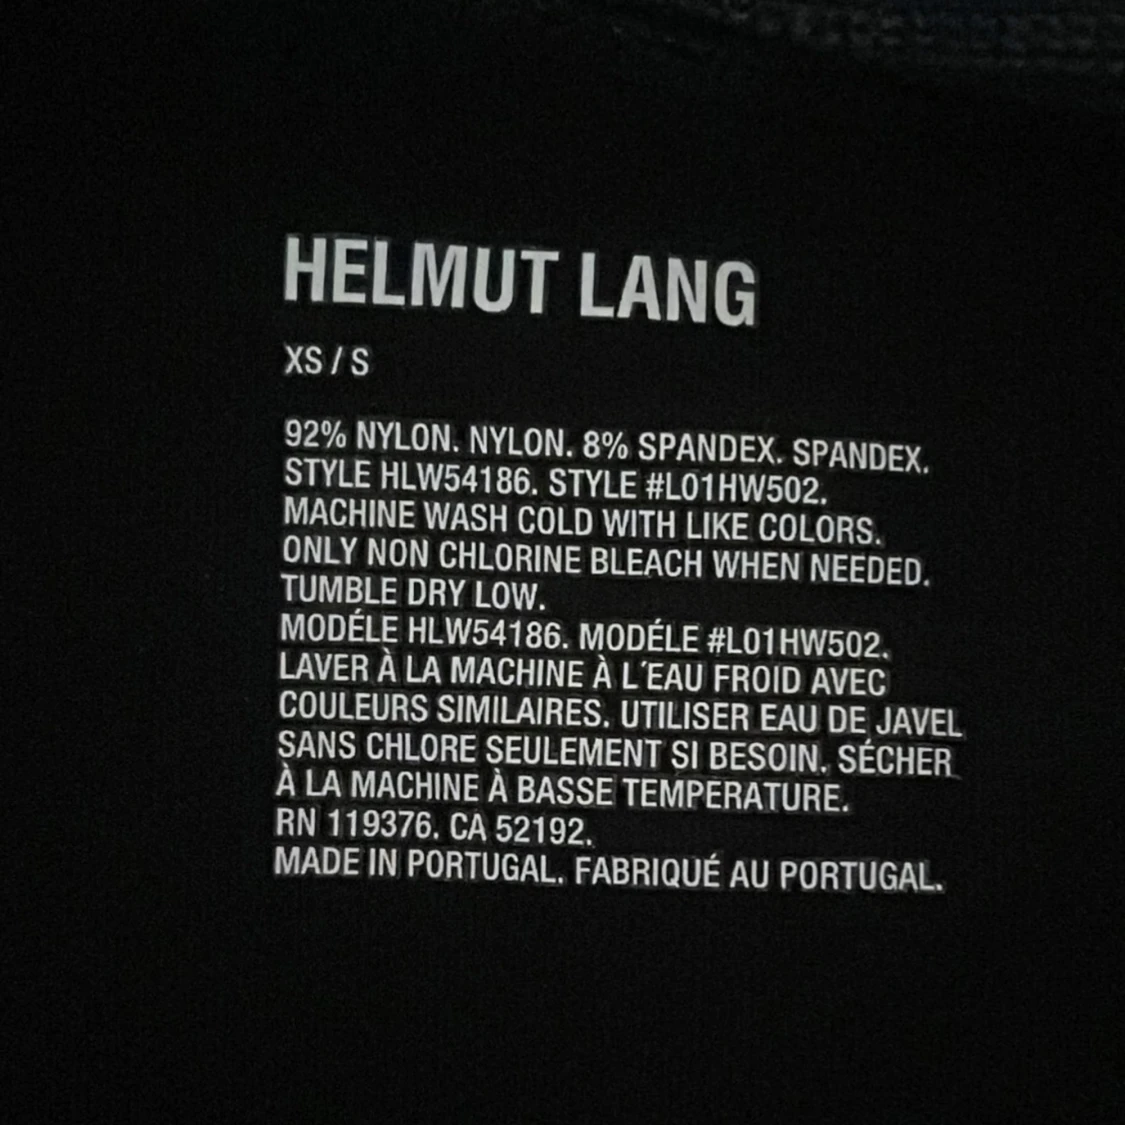 HELMUT LANG
XS / S
92% NYLON. NYLON. 8% SPANDEX. SPANDEX.
STYLE HLW54186. STYLE #L01HW502.
MACHINE WASH COLD WITH LIKE COLORS.
ONLY NON CHLORINE BLEACH WHEN NEEDED.
TUMBLE DRY LOW.
MODÉLE HLW54186. MODÉLE #L01HW502.
LAVER À LA MACHINE À L'EAU FROID AVEC
COULEURS SIMILAIRES. UTILISER EAU DE JAVEL
SANS CHLORE SEULEMENT SI BESOIN. SÉCHER
À LA MACHINE À BASSE TEMPERATURE.
RN 119376. CA 52192.
MADE IN PORTUGAL. FABRIQUÉ AU PORTUGAL.